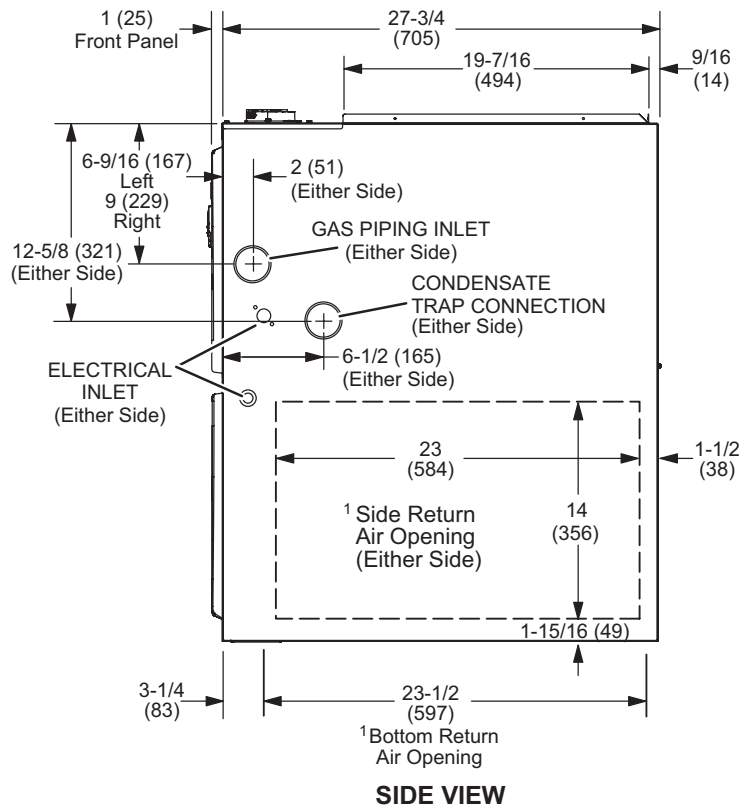 1 (25)
Front Panel
27-3/4
(705)
19-7/16
(494)
9/16
(14)
6-9/16 (167)
Left
9 (229)
Right
2 (51)
(Either Side)
GAS PIPING INLET
(Either Side)
12-5/8 (321)
(Either Side)
CONDENSATE
TRAP CONNECTION
(Either Side)
6-1/2 (165)
(Either Side)
ELECTRICAL
INLET
(Either Side)
23
(584)
1-1/2
(38)
14
(356)
1 Side Return
Air Opening
(Either Side)
1-15/16 (49)
3-1/4
(83)
23-1/2
(597)
1 Bottom Return
Air Opening
SIDE VIEW